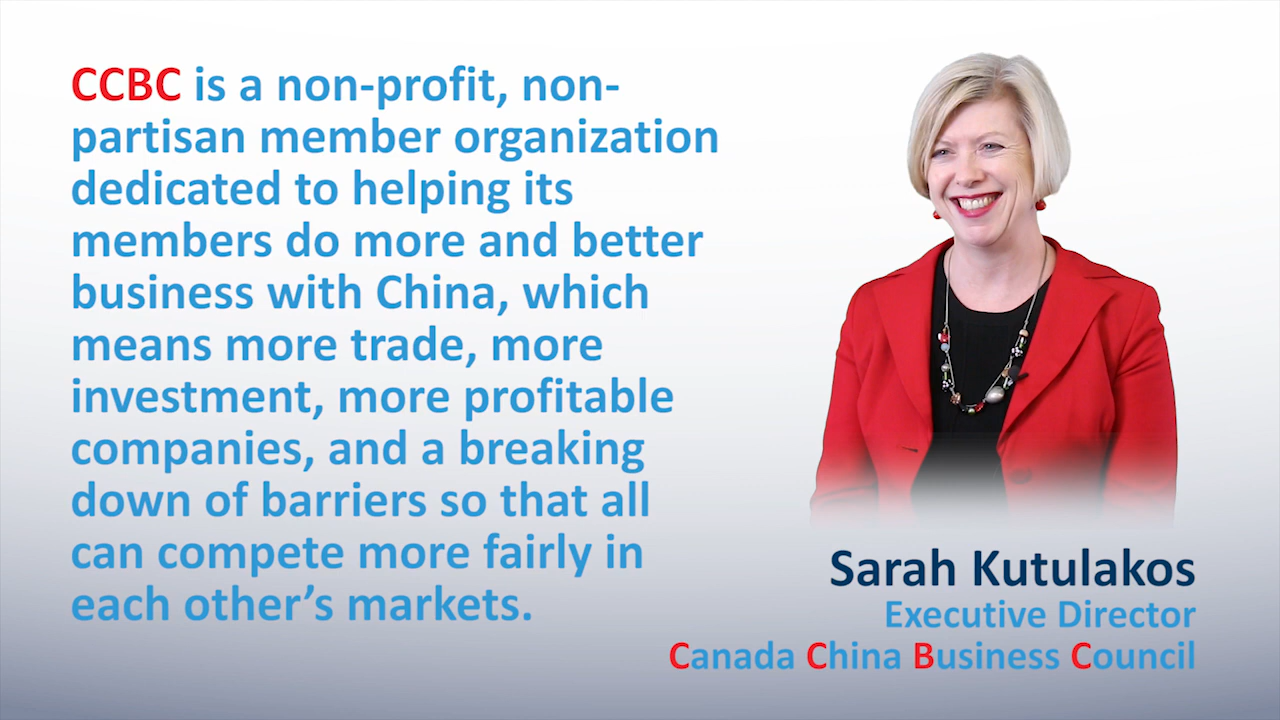 CCBC is a non-profit, non-
partisan member organization
dedicated to helping its
members do more and better
business with China, which
means more trade, more
investment, more profitable
companies, and a breaking
down of barriers so that all
can compete more fairly in
each other’s markets.
Sarah Kutulakos
Executive Director
Canada China Business Council